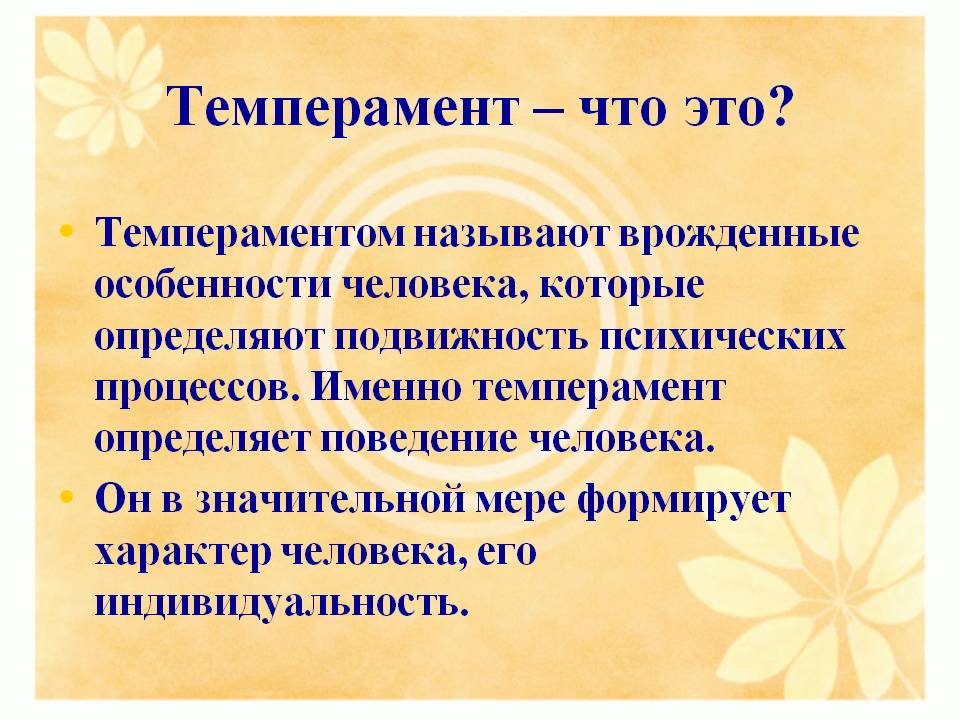 Темперамент – что это?
• Темпераментом называют врожденные
особенности человека, которые
определяют подвижность психических
процессов. Именно темперамент
определяет поведение человека.
• Он в значительной мере формирует
характер человека, его
индивидуальность.